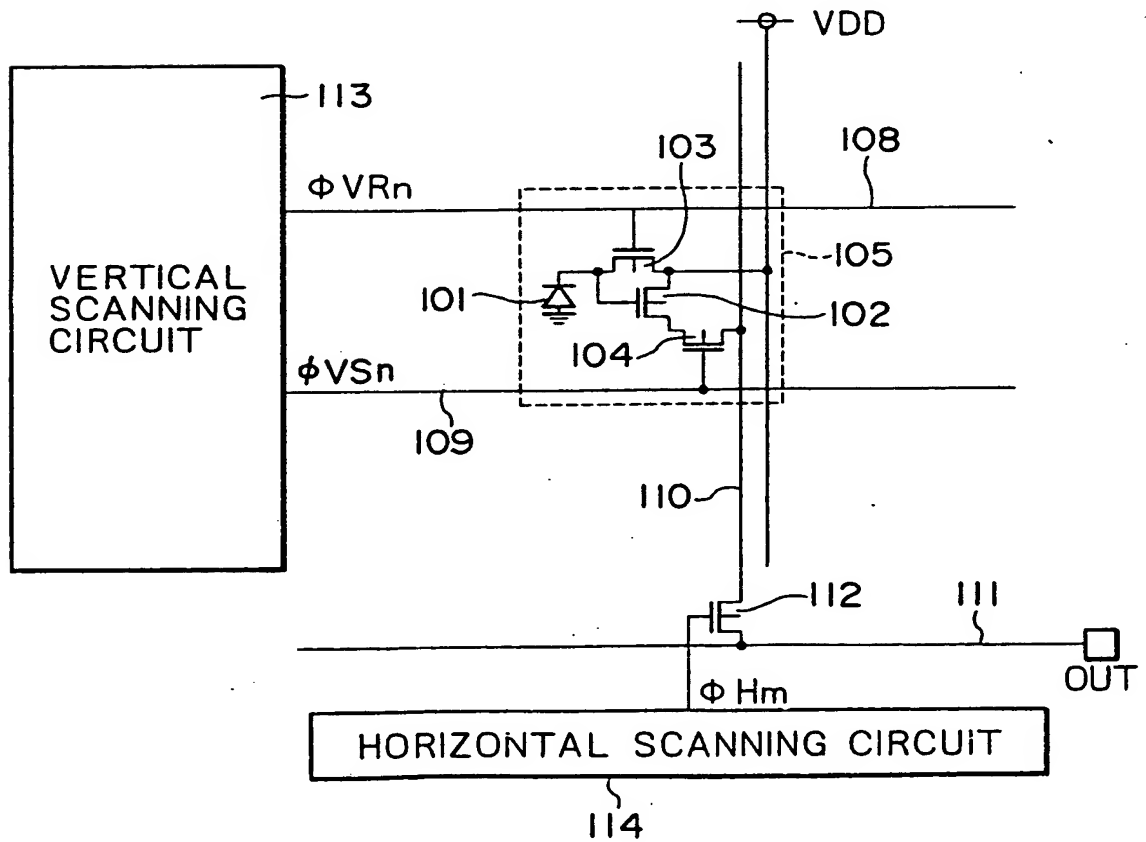 VDD
113
103
108
ΦVRn
VERTICAL
SCANNING
CIRCUIT
105
101
102
104
ΦVSn
109
110
112
111
OUT
ΦHm
HORIZONTAL SCANNING CIRCUIT
114